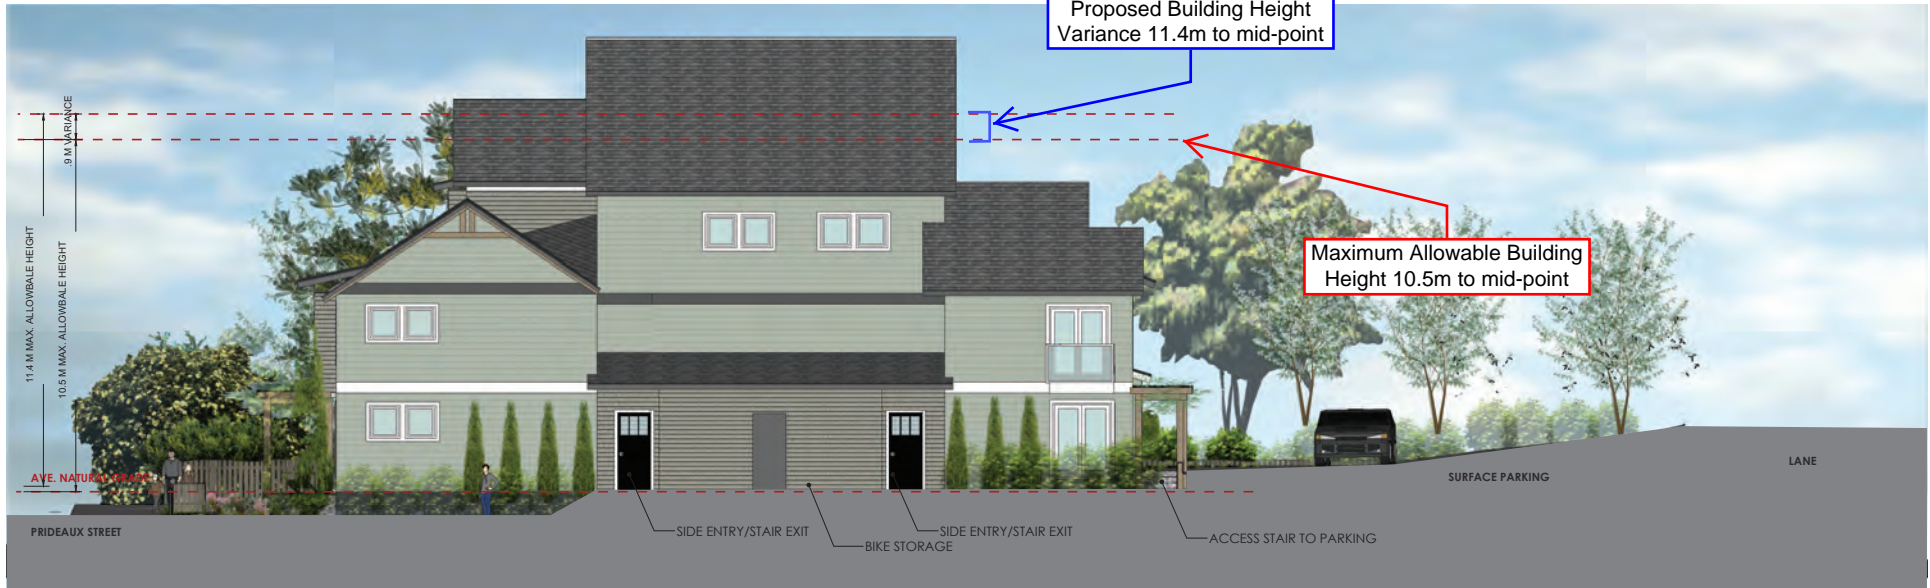 Proposed Building Height
Variance 11.4m to mid-point
.9 M VARIANCE
11.4 M MAX. ALLOWBALE HEIGHT
10.5 M MAX. ALLOWBALE HEIGHT
Maximum Allowable Building
Height 10.5m to mid-point
AVE. NATURAL GRADE
LANE
SURFACE PARKING
PRIDEAUX STREET
SIDE ENTRY/STAIR EXIT
BIKE STORAGE
SIDE ENTRY/STAIR EXIT
ACCESS STAIR TO PARKING